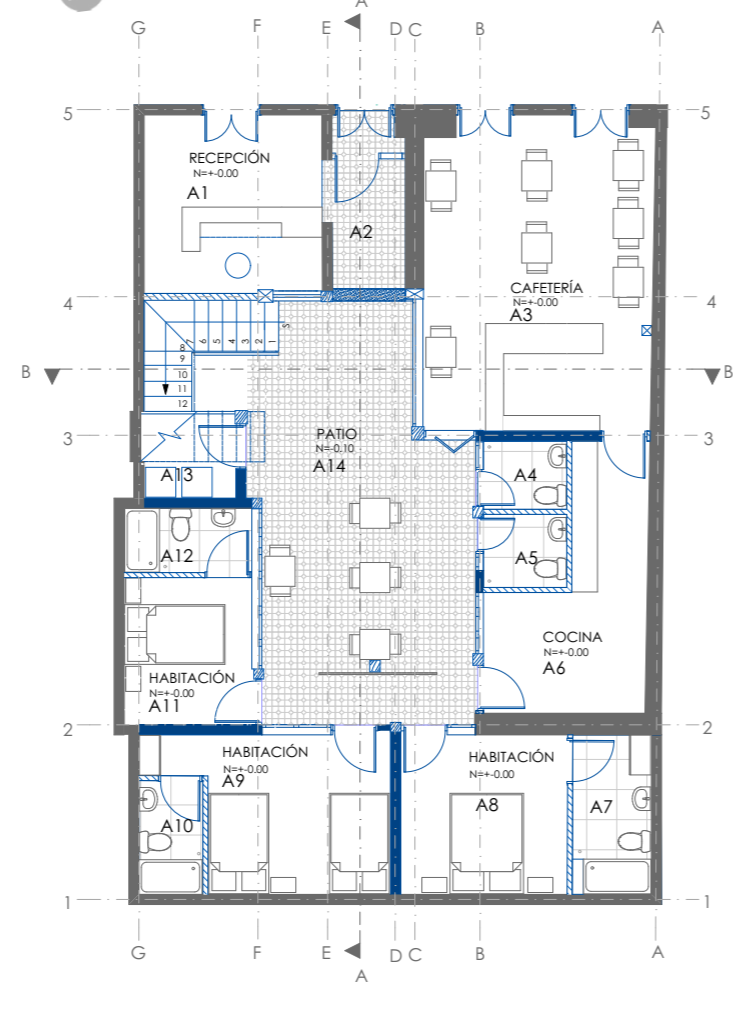 A
G F E D C B A
5 5
RECEPCIÓN
N=+-0.00
A1
A2
CAFETERÍA
N=+-0.00
A3
4 4
S
7 6 5 4 3 2 1
8
9
10
11
12
B B
3 3
PATIO
N=-0.10
A14
A13
A4
A12
A5
COCINA
N=+-0.00
A6
HABITACIÓN
N=+-0.00
A11
2 2
HABITACIÓN
N=+-0.00
A9
HABITACIÓN
N=+-0.00
A8
A7
A10
1 1
G F E D C B A
A